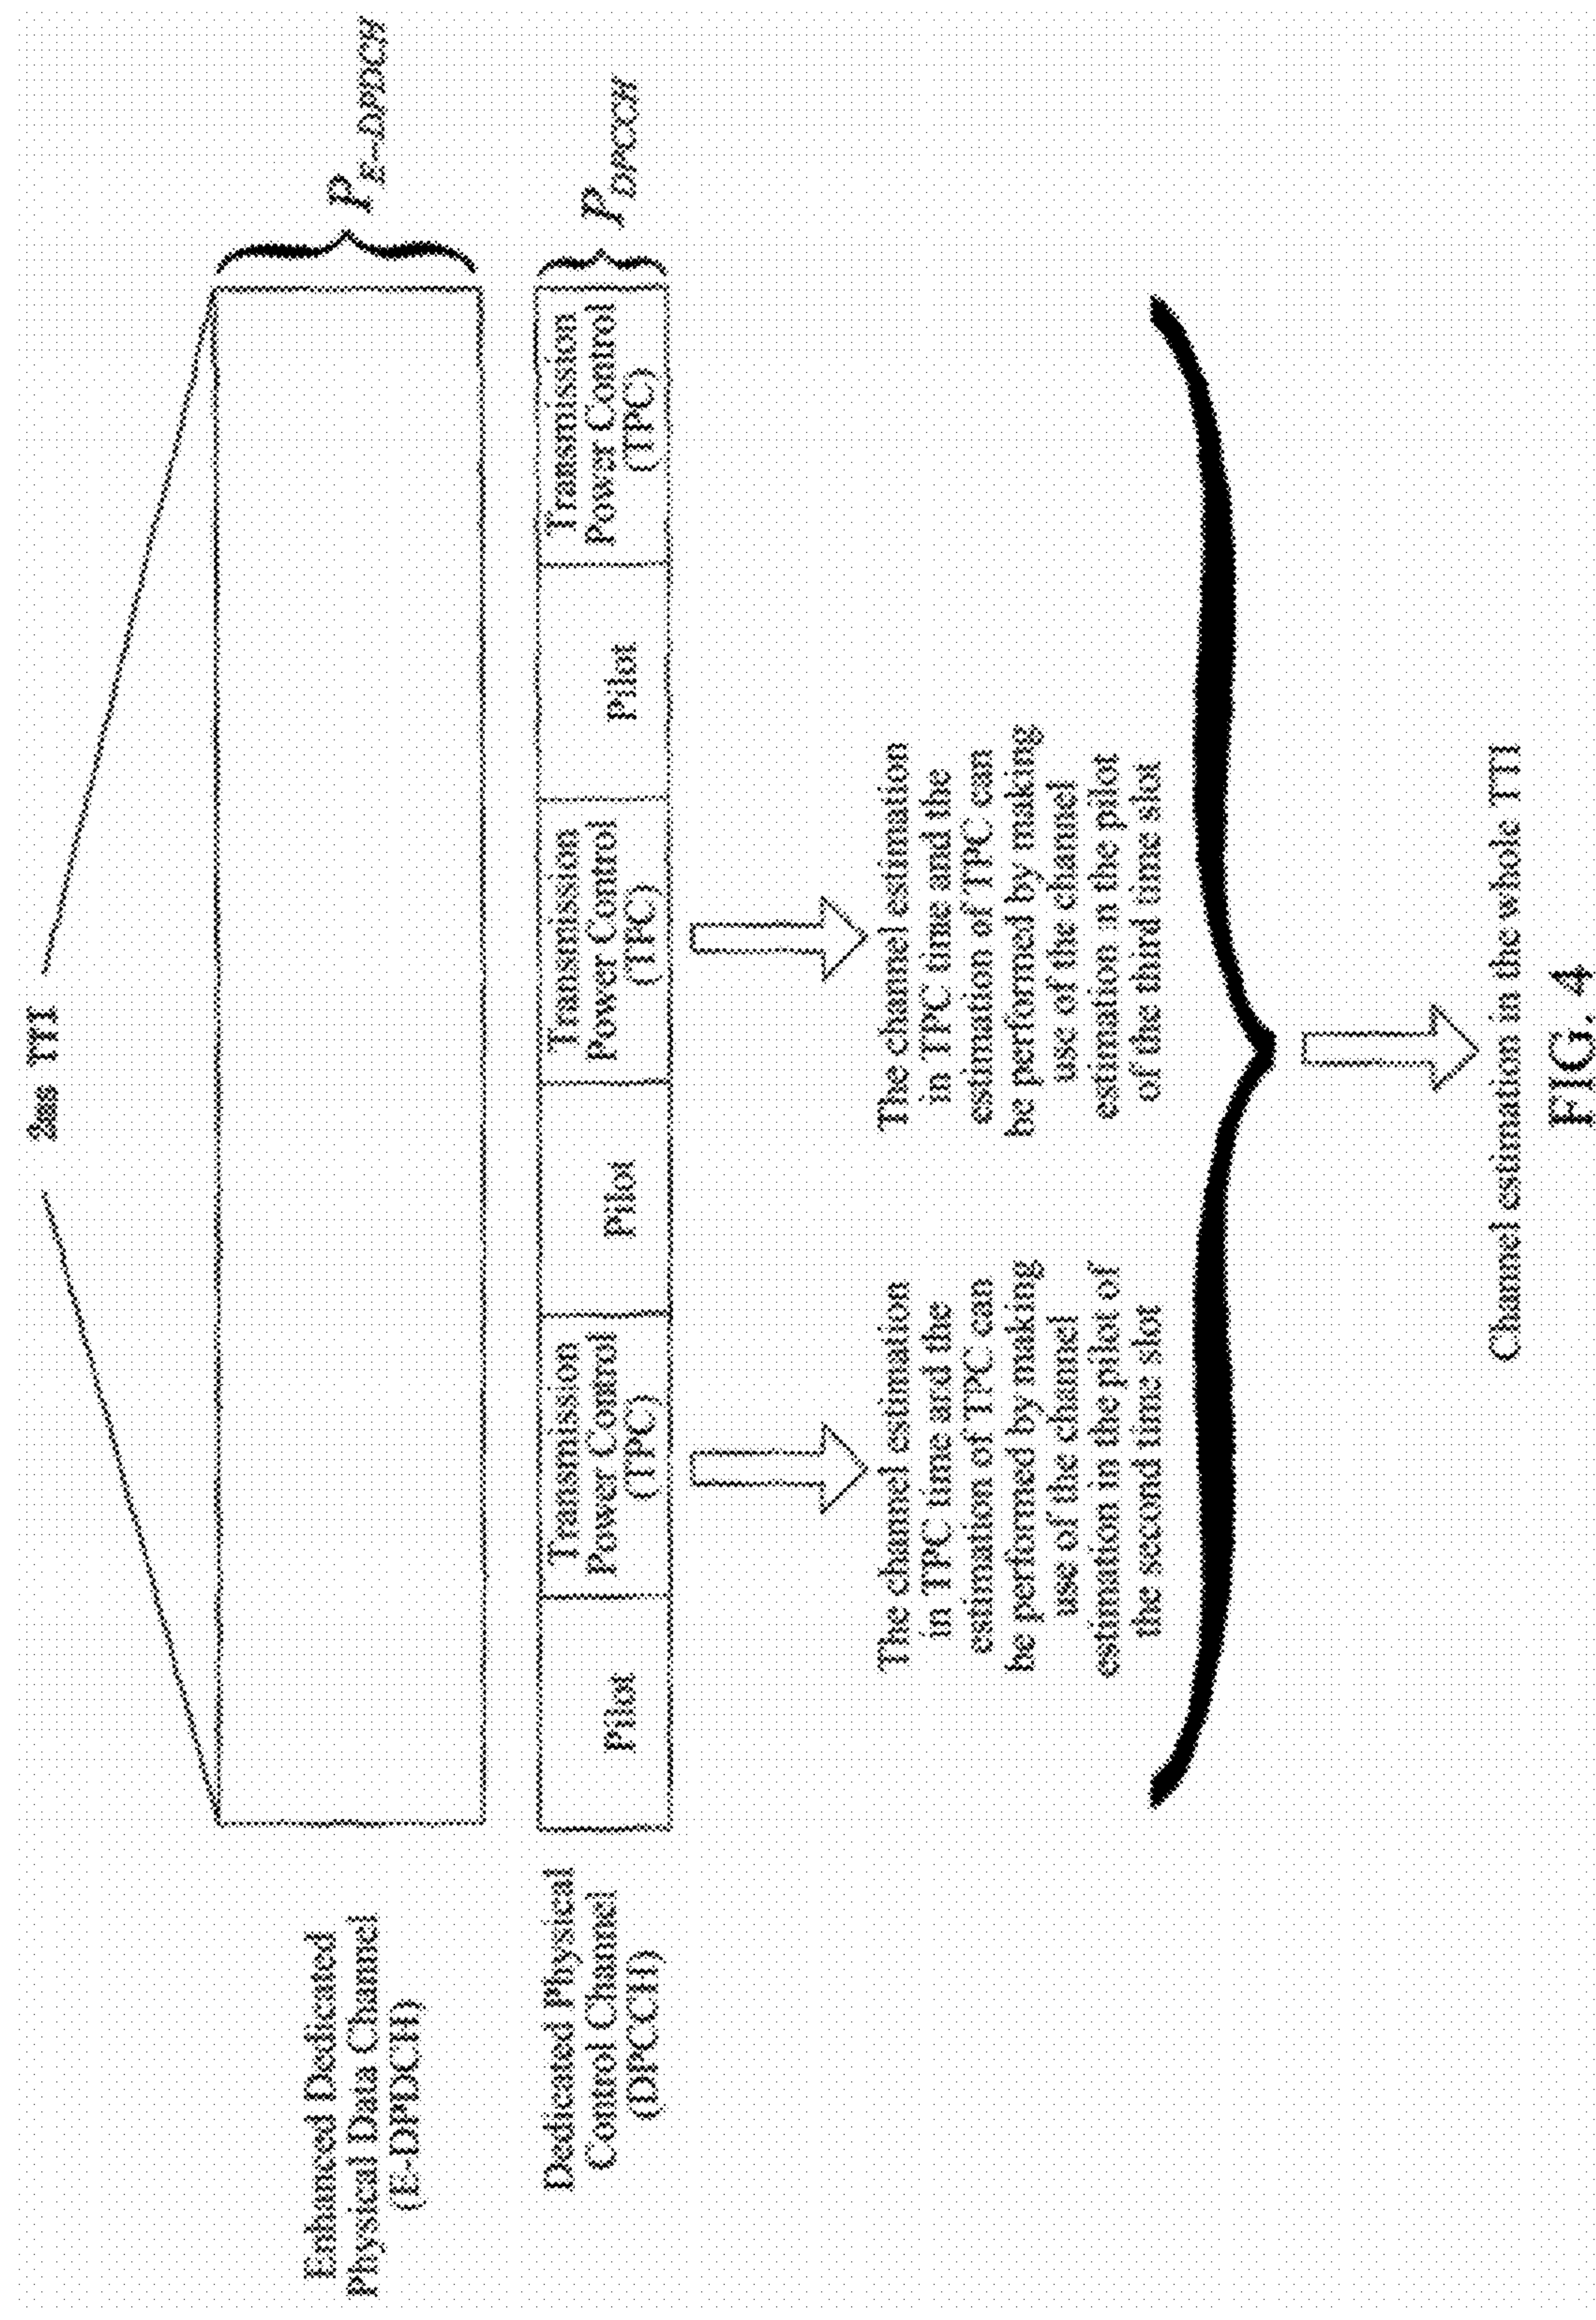 2ms TTI
Enhanced Dedicated
Physical Data Channel
(E-DPDCH)
P E-DPDCH
Dedicated Physical
Control Channel
(DPCCH)
Pilot
Transmission
Power Control
(TPC)
Pilot
Transmission
Power Control
(TPC)
Pilot
Transmission
Power Control
(TPC)
P DPCCH
The channel estimation
in TPC time and the
estimation of TPC can
be performed by making
use of the channel
estimation in the pilot of
the second time slot
The channel estimation
in TPC time and the
estimation of TPC can
be performed by making
use of the channel
estimation in the pilot
of the third time slot
Channel estimation in the whole TTI
FIG. 4